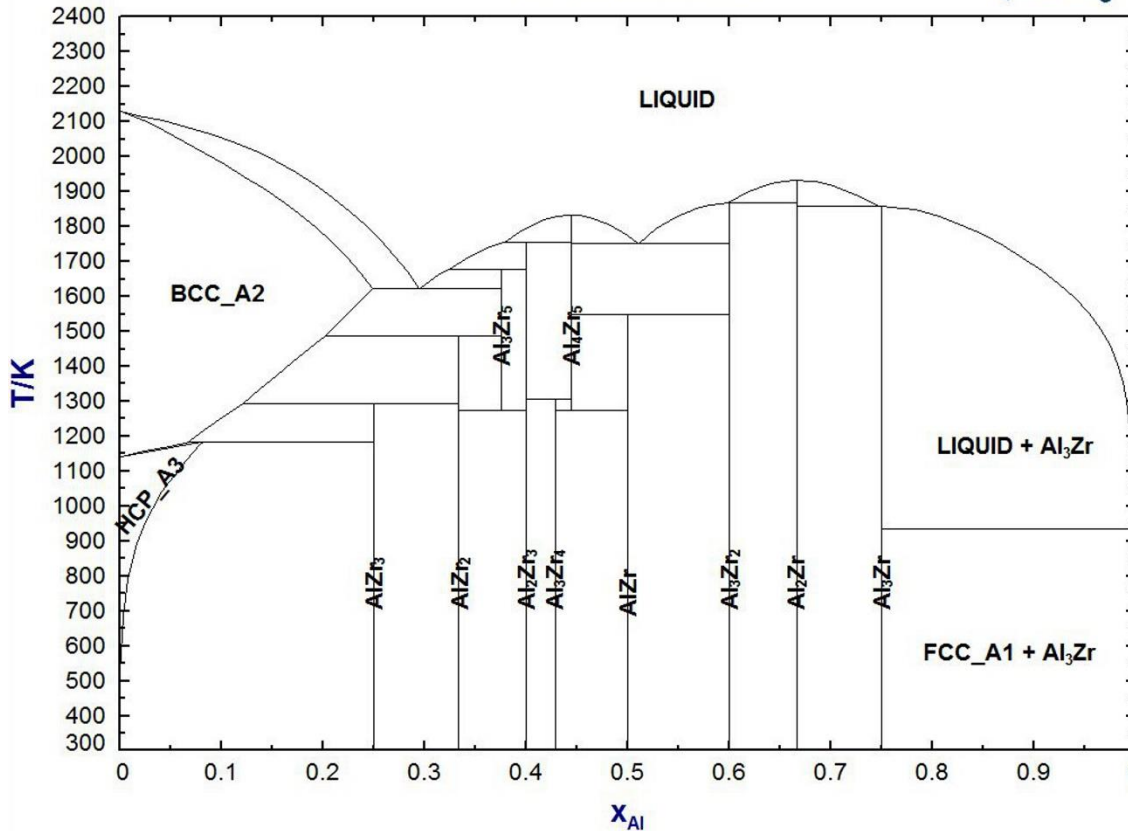 2400
2300
2200
2100
2000
1900
1800
1700
1600
1500
1400
1300
1200
1100
1000
900
800
700
600
500
400
300
T/K
LIQUID
BCC_A2
HCP_A3
Al₃Zr₅
Al₄Zr₅
LIQUID + Al₃Zr
AlZr₃
AlZr₂
Al₂Zr₃
Al₃Zr₄
AlZr
Al₃Zr₂
Al₂Zr
Al₃Zr
FCC_A1 + Al₃Zr
0 0.1 0.2 0.3 0.4 0.5 0.6 0.7 0.8 0.9
x_Al